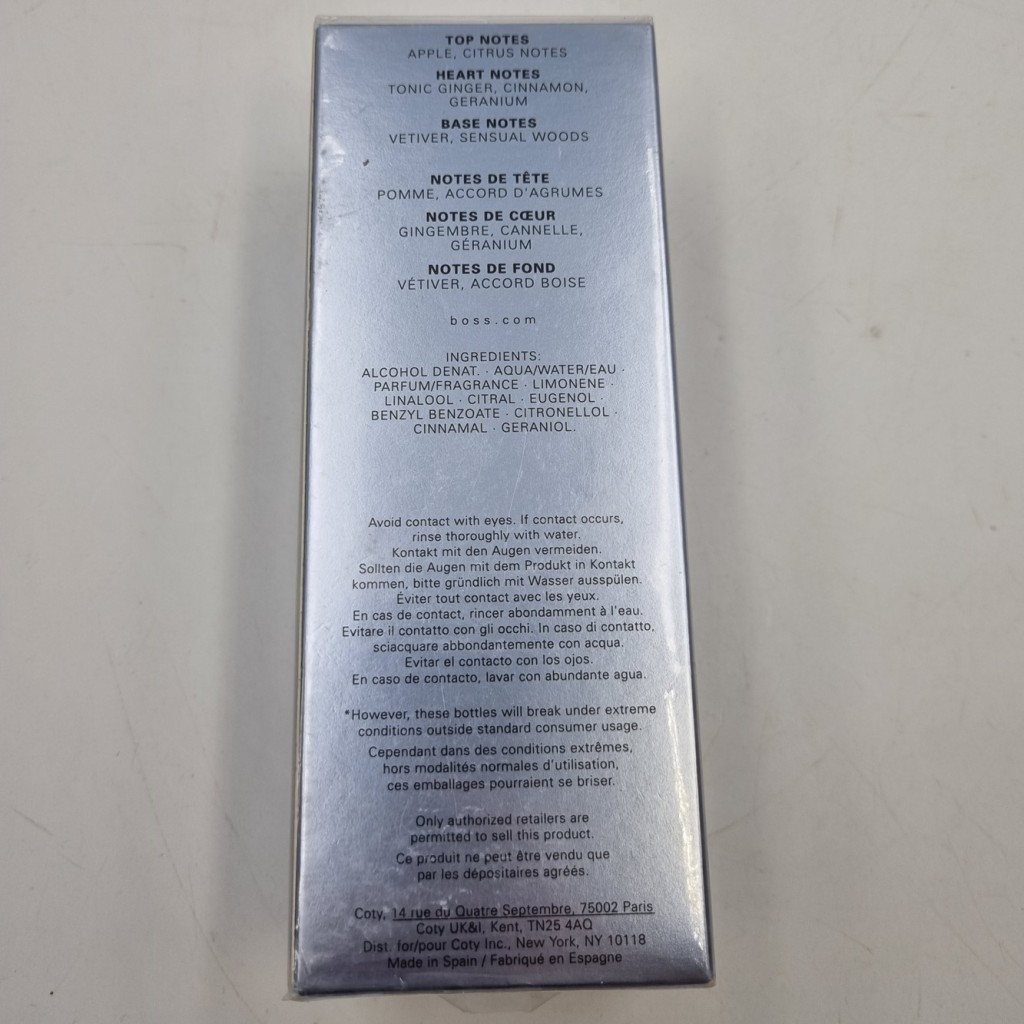 TOP NOTES
APPLE, CITRUS NOTES
HEART NOTES
TONIC GINGER, CINNAMON,
GERANIUM
BASE NOTES
VETIVER, SENSUAL WOODS
NOTES DE TÊTE
POMME, ACCORD D'AGRUMES
NOTES DE CŒUR
GINGEMBRE, CANNELLE,
GÉRANIUM
NOTES DE FOND
VÉTIVER, ACCORD BOISE
boss.com
INGREDIENTS:
ALCOHOL DENAT. · AQUA/WATER/EAU ·
PARFUM/FRAGRANCE · LIMONENE ·
LINALOOL · CITRAL · EUGENOL ·
BENZYL BENZOATE · CITRONELLOL ·
CINNAMAL · GERANIOL.
Avoid contact with eyes. If contact occurs,
rinse thoroughly with water.
Kontakt mit den Augen vermeiden.
Sollten die Augen mit dem Produkt in Kontakt
kommen, bitte gründlich mit Wasser ausspülen.
Éviter tout contact avec les yeux.
En cas de contact, rincer abondamment à l'eau.
Evitare il contatto con gli occhi. In caso di contatto,
sciacquare abbondantemente con acqua.
Evitar el contacto con los ojos.
En caso de contacto, lavar con abundante agua.
*However, these bottles will break under extreme
conditions outside standard consumer usage.
Cependant dans des conditions extrêmes,
hors modalités normales d'utilisation,
ces emballages pourraient se briser.
Only authorized retailers are
permitted to sell this product.
Ce produit ne peut être vendu que
par les dépositaires agréés.
Coty, 14 rue du Quatre Septembre, 75002 Paris
Coty UK&I, Kent, TN25 4AQ
Dist. for/pour Coty Inc., New York, NY 10118
Made in Spain / Fabriqué en Espagne